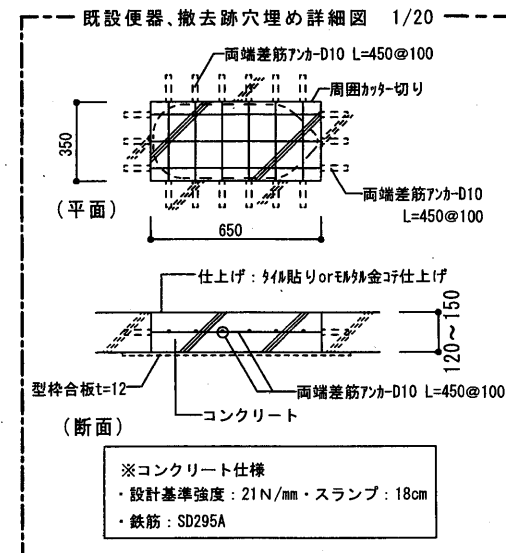 既設便器、撤去跡穴埋め詳細図 1/20
両端差筋ｱﾝｶｰD10 L=450@100
周囲ｶｯﾀｰ切り
350
(平面)
両端差筋ｱﾝｶｰD10
L=450@100
650
仕上げ：ﾀｲﾙ貼りorﾓﾙﾀﾙ金ｺﾃ仕上げ
120～150
型枠合板t=12
両端差筋ｱﾝｶｰD10 L=450@100
(断面)
コンクリート
※コンクリート仕様
・設計基準強度：21N/mm・スランプ：18cm
・鉄筋：SD295A